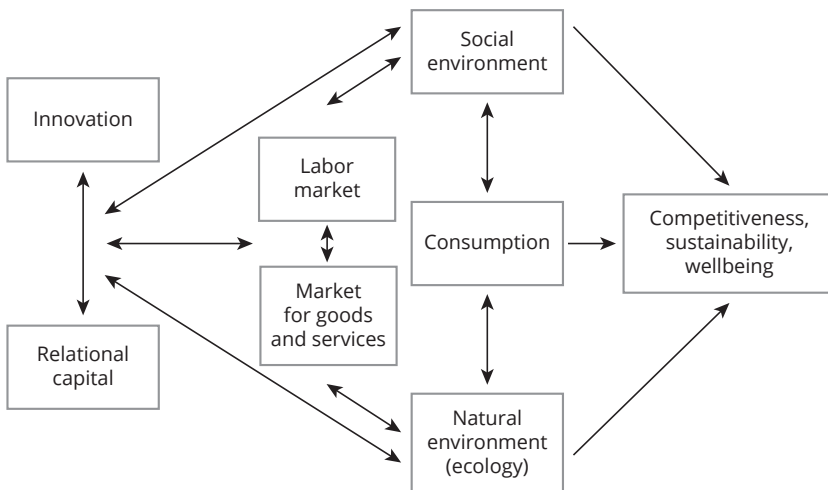 Social
environment
Innovation
Labor
market
Consumption
Competitiveness,
sustainability,
wellbeing
Market
for goods
and services
Relational
capital
Natural
environment
(ecology)